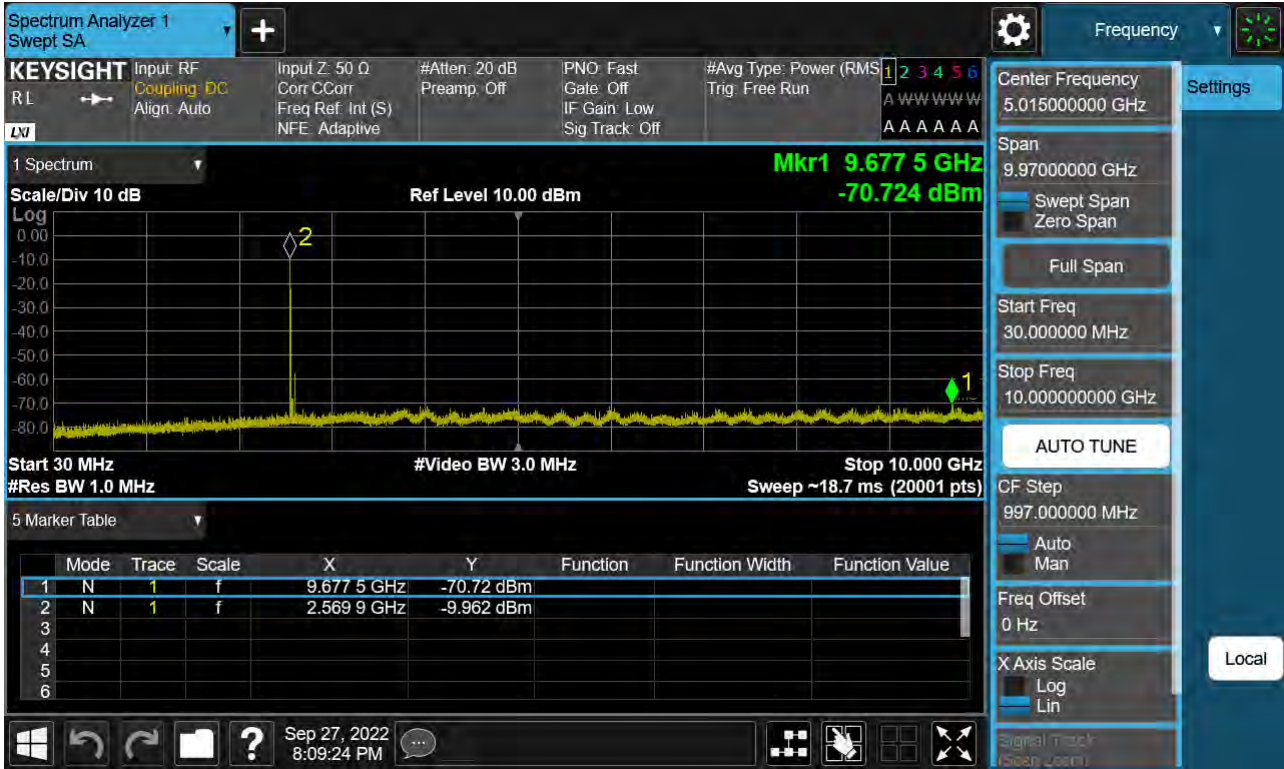 Spectrum Analyzer 1
Swept SA
+
Frequency
KEYSIGHT
RL
LXI
Input: RF
Coupling: DC
Align: Auto
Input Z: 50 Ω
Corr CCorr
Freq Ref: Int (S)
NFE: Adaptive
#Atten: 20 dB
Preamp: Off
PNO: Fast
Gate: Off
IF Gain: Low
Sig Track: Off
#Avg Type: Power (RMS
Trig: Free Run
1 2 3 4 5 6
A W W W W W
A A A A A A
1 Spectrum
Scale/Div 10 dB
Ref Level 10.00 dBm
Mkr1 9.677 5 GHz
-70.724 dBm
Log
0.00
-10.0
-20.0
-30.0
-40.0
-50.0
-60.0
-70.0
-80.0
2
1
Start 30 MHz
#Video BW 3.0 MHz
Stop 10.000 GHz
#Res BW 1.0 MHz
Sweep ~18.7 ms (20001 pts)
5 Marker Table
Mode Trace Scale X Y Function Function Width Function Value
1 N 1 f 9.677 5 GHz -70.72 dBm
2 N 1 f 2.569 9 GHz -9.962 dBm
3
4
5
6
Center Frequency
5.015000000 GHz
Settings
Span
9.97000000 GHz
Swept Span
Zero Span
Full Span
Start Freq
30.000000 MHz
Stop Freq
10.000000000 GHz
AUTO TUNE
CF Step
997.000000 MHz
Auto
Man
Freq Offset
0 Hz
X Axis Scale
Log
Lin
Signal Track
(Span Zoom)
Local
?
Sep 27, 2022
8:09:24 PM